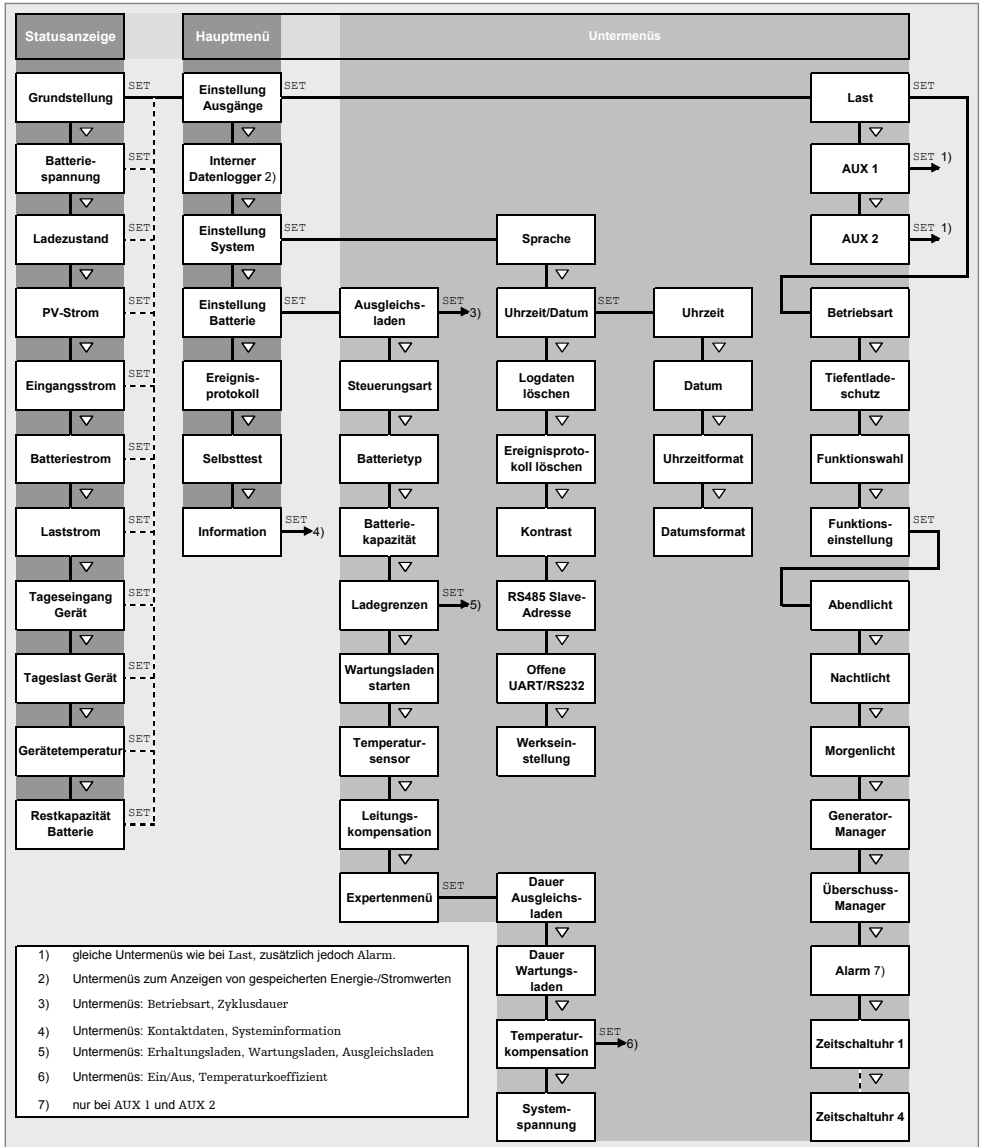 Statusanzeige
Hauptmenü
Untermenüs
Grundstellung
SET
Batterie-
spannung
SET
Ladezustand
SET
PV-Strom
SET
Eingangsstrom
SET
Batteriestrom
SET
Laststrom
SET
Tageseingang
Gerät
SET
Tageslast Gerät
SET
Gerätetemperatur
SET
Restkapazität
Batterie
SET
Einstellung
Ausgänge
SET
Interner
Datenlogger 2)
Einstellung
System
SET
Einstellung
Batterie
SET
Ereignis-
protokoll
Selbsttest
Information
SET
4)
Ausgleichs-
laden
SET
3)
Steuerungsart
Batterietyp
Batterie-
kapazität
Ladegrenzen
SET
5)
Wartungsladen
starten
Temperatur-
sensor
Leitungs-
kompensation
Expertenmenü
SET
Sprache
Uhrzeit/Datum
SET
Logdaten
löschen
Ereignisproto-
koll löschen
Kontrast
RS485 Slave-
Adresse
Offene
UART/RS232
Werksein-
stellung
Dauer
Ausgleichs-
laden
Dauer
Wartungs-
laden
Temperatur-
kompensation
SET
6)
System-
spannung
Uhrzeit
Datum
Uhrzeitformat
Datumsformat
Last
SET
AUX 1
SET 1)
AUX 2
SET 1)
Betriebsart
Tiefentlade-
schutz
Funktionswahl
Funktions-
einstellung
SET
Abendlicht
Nachtlicht
Morgenlicht
Generator-
Manager
Überschuss-
Manager
Alarm 7)
Zeitschaltuhr 1
Zeitschaltuhr 4
1) gleiche Untermenüs wie bei Last, zusätzlich jedoch Alarm.
2) Untermenüs zum Anzeigen von gespeicherten Energie-/Stromwerten
3) Untermenüs: Betriebsart, Zyklusdauer
4) Untermenüs: Kontaktdaten, Systeminformation
5) Untermenüs: Erhaltungsladen, Wartungsladen, Ausgleichsladen
6) Untermenüs: Ein/Aus, Temperaturkoeffizient
7) nur bei AUX 1 und AUX 2